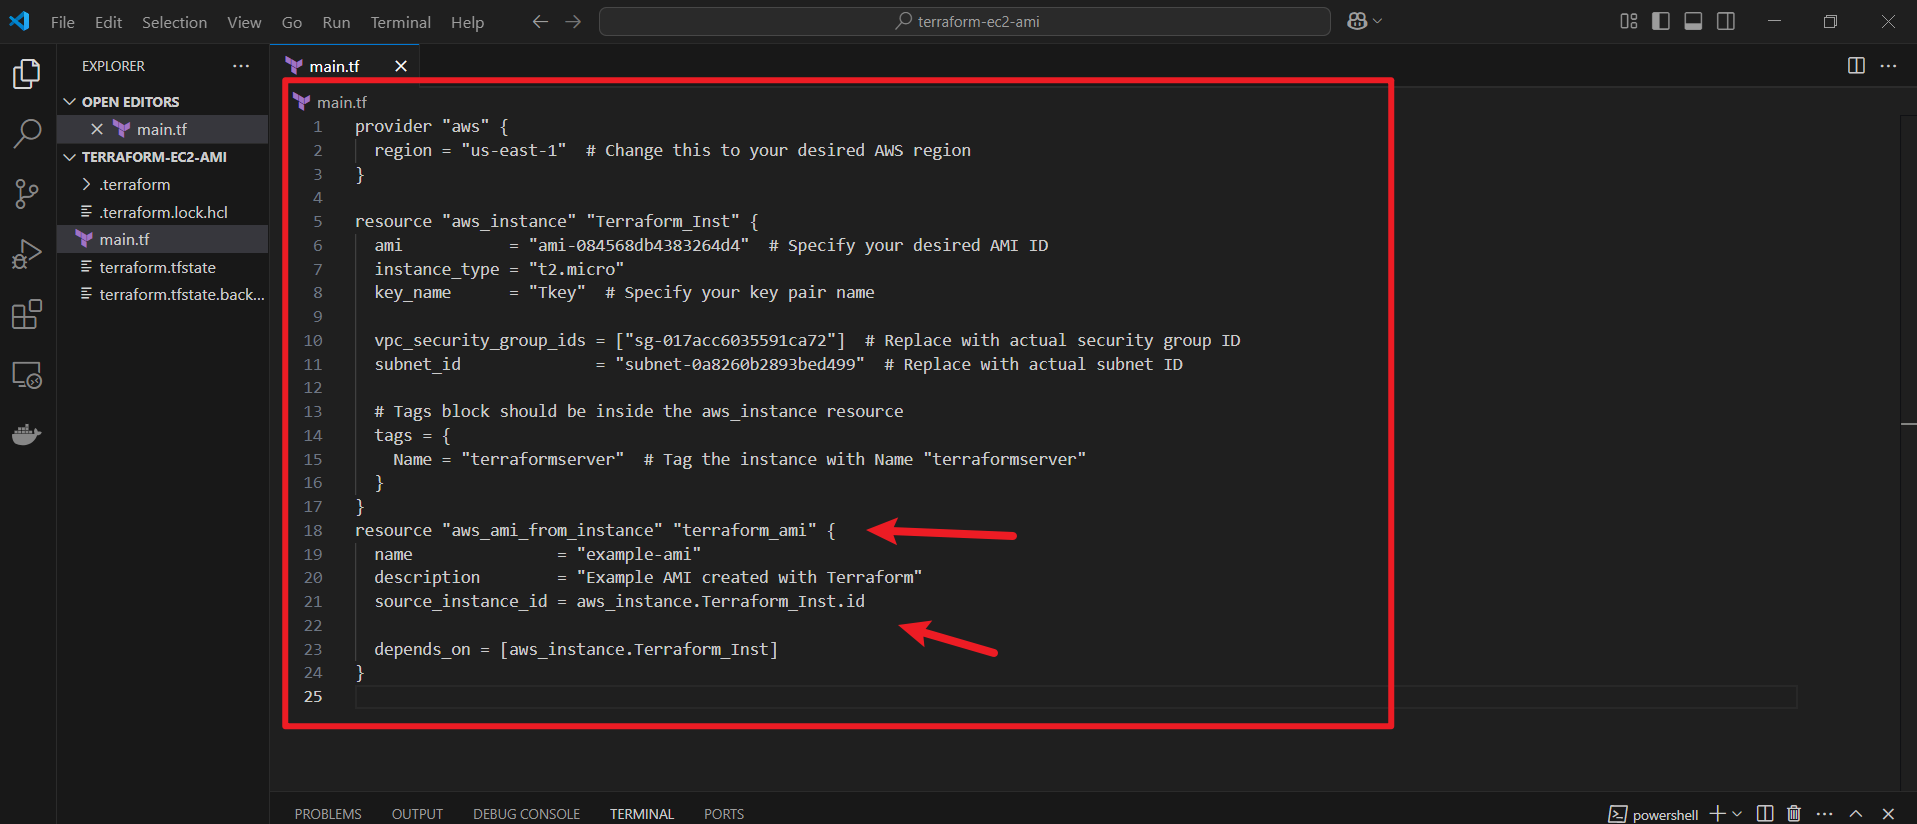 File Edit Selection View Go Run Terminal Help
terraform-ec2-ami
EXPLORER
OPEN EDITORS
main.tf
TERRAFORM-EC2-AMI
.terraform
.terraform.lock.hcl
main.tf
terraform.tfstate
terraform.tfstate.back...
main.tf
main.tf
1 provider "aws" {
2   region = "us-east-1"  # Change this to your desired AWS region
3 }
4
5 resource "aws_instance" "Terraform_Inst" {
6   ami           = "ami-084568db4383264d4"  # Specify your desired AMI ID
7   instance_type = "t2.micro"
8   key_name      = "Tkey"  # Specify your key pair name
9
10   vpc_security_group_ids = ["sg-017acc6035591ca72"]  # Replace with actual security group ID
11   subnet_id              = "subnet-0a8260b2893bed499"  # Replace with actual subnet ID
12
13   # Tags block should be inside the aws_instance resource
14   tags = {
15     Name = "terraformserver"  # Tag the instance with Name "terraformserver"
16   }
17 }
18 resource "aws_ami_from_instance" "terraform_ami" {
19   name               = "example-ami"
20   description        = "Example AMI created with Terraform"
21   source_instance_id = aws_instance.Terraform_Inst.id
22
23   depends_on = [aws_instance.Terraform_Inst]
24 }
25
PROBLEMS OUTPUT DEBUG CONSOLE TERMINAL PORTS
powershell